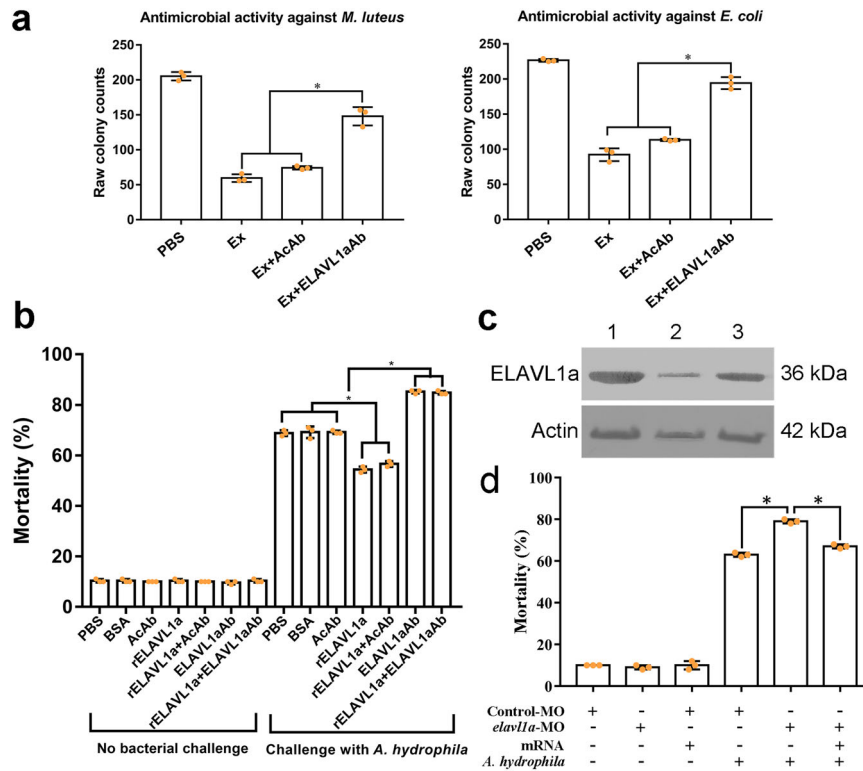 a
Antimicrobial activity against M. luteus
Raw colony counts
250
200
150
100
50
0
*
PBS
Ex
Ex+AcAb
Ex+ELAVL1aAb
Antimicrobial activity against E. coli
Raw colony counts
250
200
150
100
50
0
*
PBS
Ex
Ex+AcAb
Ex+ELAVL1aAb
b
Mortality (%)
100
80
60
40
20
10
0
*
*
PBS
BSA
AcAb
rELAVL1a
rELAVL1a+AcAb
ELAVL1aAb
rELAVL1a+ELAVL1aAb
PBS
BSA
AcAb
rELAVL1a
rELAVL1a+AcAb
ELAVL1aAb
rELAVL1a+ELAVL1aAb
No bacterial challenge
Challenge with A. hydrophila
c
1 2 3
ELAVL1a 36 kDa
Actin 42 kDa
d
Mortality (%)
100
80
60
40
20
10
0
* *
Control-MO + - + + - -
elavl1a-MO - + - - + +
mRNA - - + - - +
A. hydrophila - - - + + +